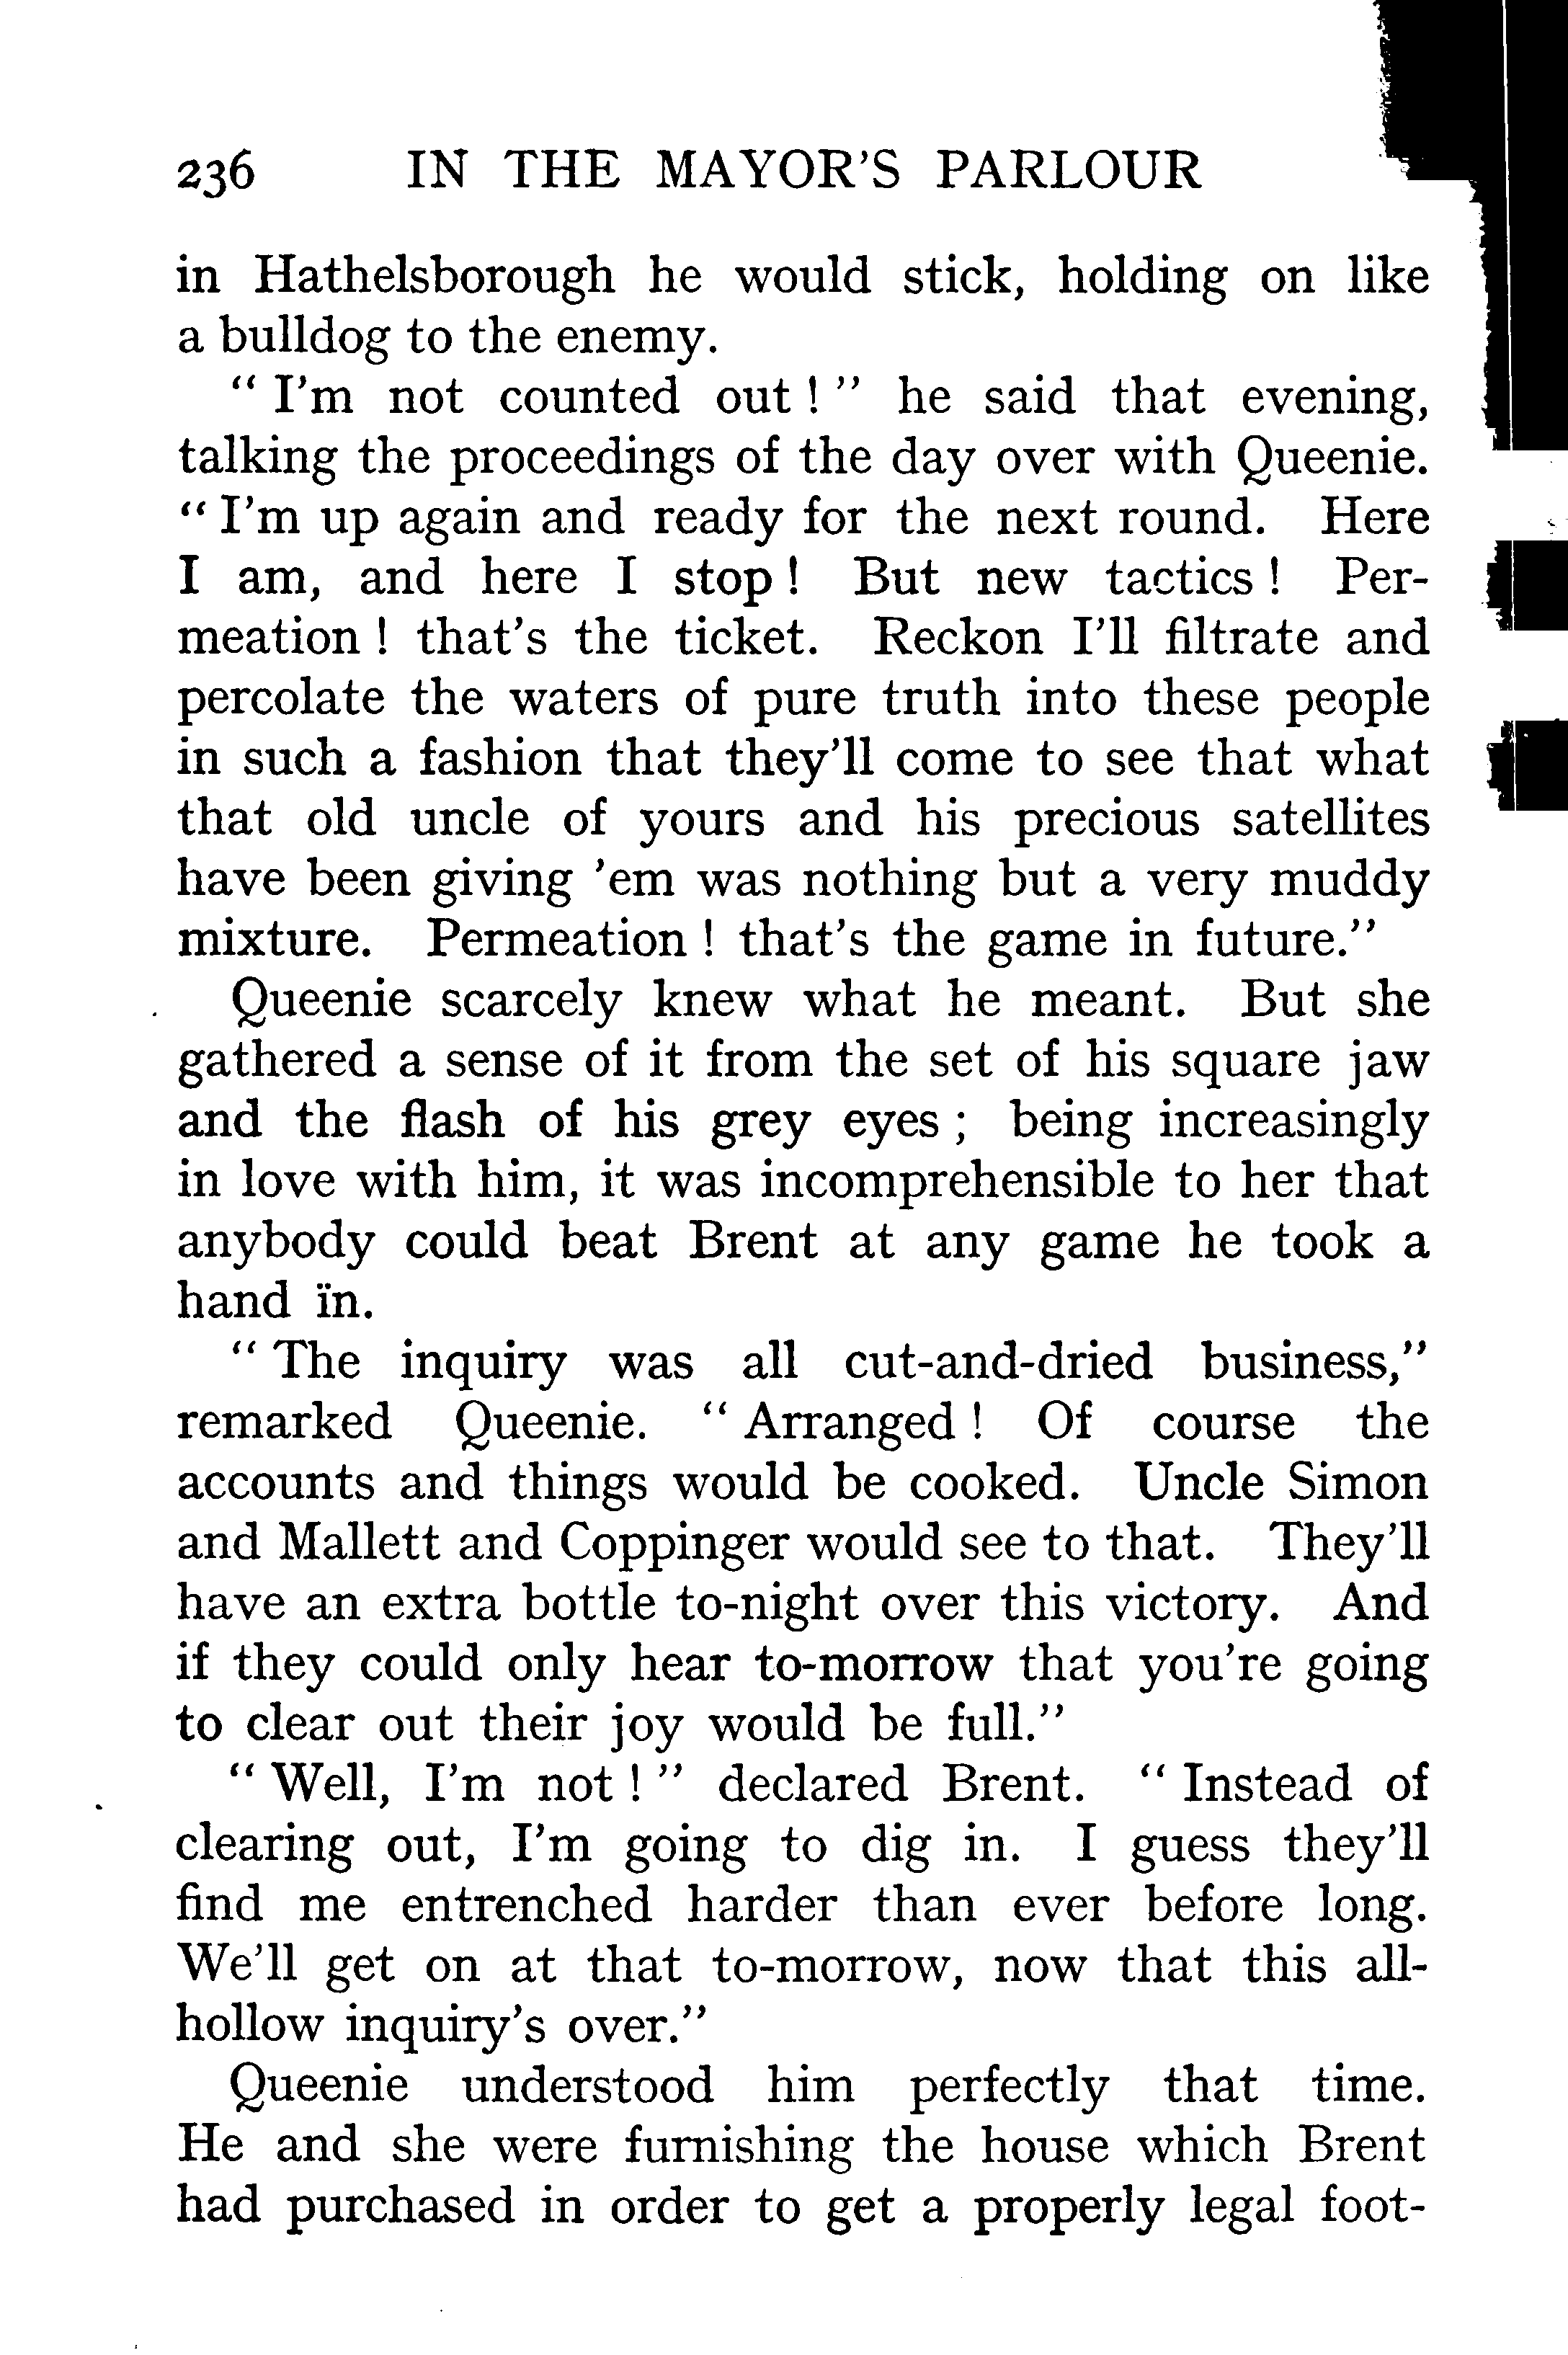 236 IN THE MAYOR'S PARLOUR
in Hathelsborough he would stick, holding on like
a bulldog to the enemy.
" I'm not counted out ! " he said that evening,
talking the proceedings of the day over with Queenie.
" I'm up again and ready for the next round. Here
I am, and here I stop ! But new tactics ! Per-
meation ! that's the ticket. Reckon I'll filtrate and
percolate the waters of pure truth into these people
in such a fashion that they'll come to see that what
that old uncle of yours and his precious satellites
have been giving 'em was nothing but a very muddy
mixture. Permeation ! that's the game in future."
Queenie scarcely knew what he meant. But she
gathered a sense of it from the set of his square jaw
and the flash of his grey eyes ; being increasingly
in love with him, it was incomprehensible to her that
anybody could beat Brent at any game he took a
hand in.
" The inquiry was all cut-and-dried business,"
remarked Queenie. " Arranged ! Of course the
accounts and things would be cooked. Uncle Simon
and Mallett and Coppinger would see to that. They'll
have an extra bottle to-night over this victory. And
if they could only hear to-morrow that you're going
to clear out their joy would be full."
" Well, I'm not ! " declared Brent. " Instead of
clearing out, I'm going to dig in. I guess they'll
find me entrenched harder than ever before long.
We'll get on at that to-morrow, now that this all-
hollow inquiry's over."
Queenie understood him perfectly that time.
He and she were furnishing the house which Brent
had purchased in order to get a properly legal foot-